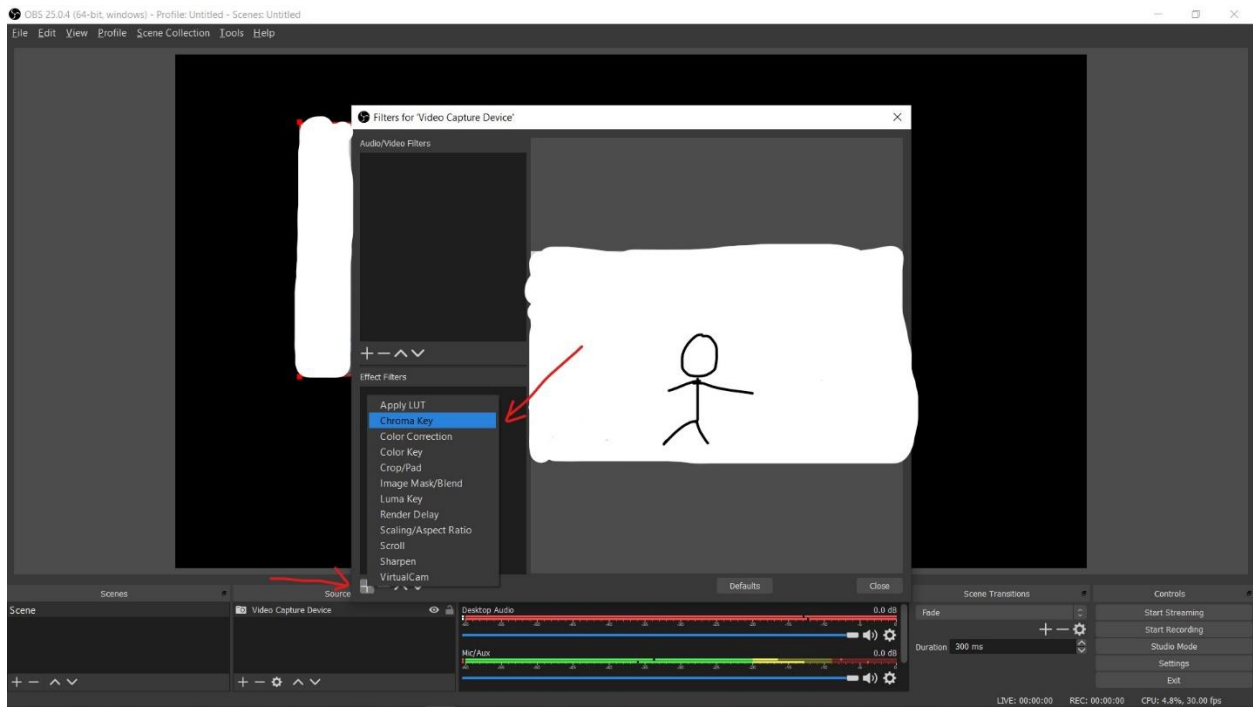 OBS 25.0.4 (64-bit, windows) - Profile: Untitled - Scenes: Untitled
File Edit View Profile Scene Collection Tools Help
Filters for 'Video Capture Device'
Audio/Video Filters
Effect Filters
Apply LUT
Chroma Key
Color Correction
Color Key
Crop/Pad
Image Mask/Blend
Luma Key
Render Delay
Scaling/Aspect Ratio
Scroll
Sharpen
VirtualCam
Defaults Close
Scenes Source Scene Transitions Controls
Scene Video Capture Device Desktop Audio 0.0 dB Fade Start Streaming
Start Recording
Mic/Aux 0.0 dB Duration 300 ms Studio Mode
Settings
Exit
LIVE: 00:00:00 REC: 00:00:00 CPU: 4.8%, 30.00 fps